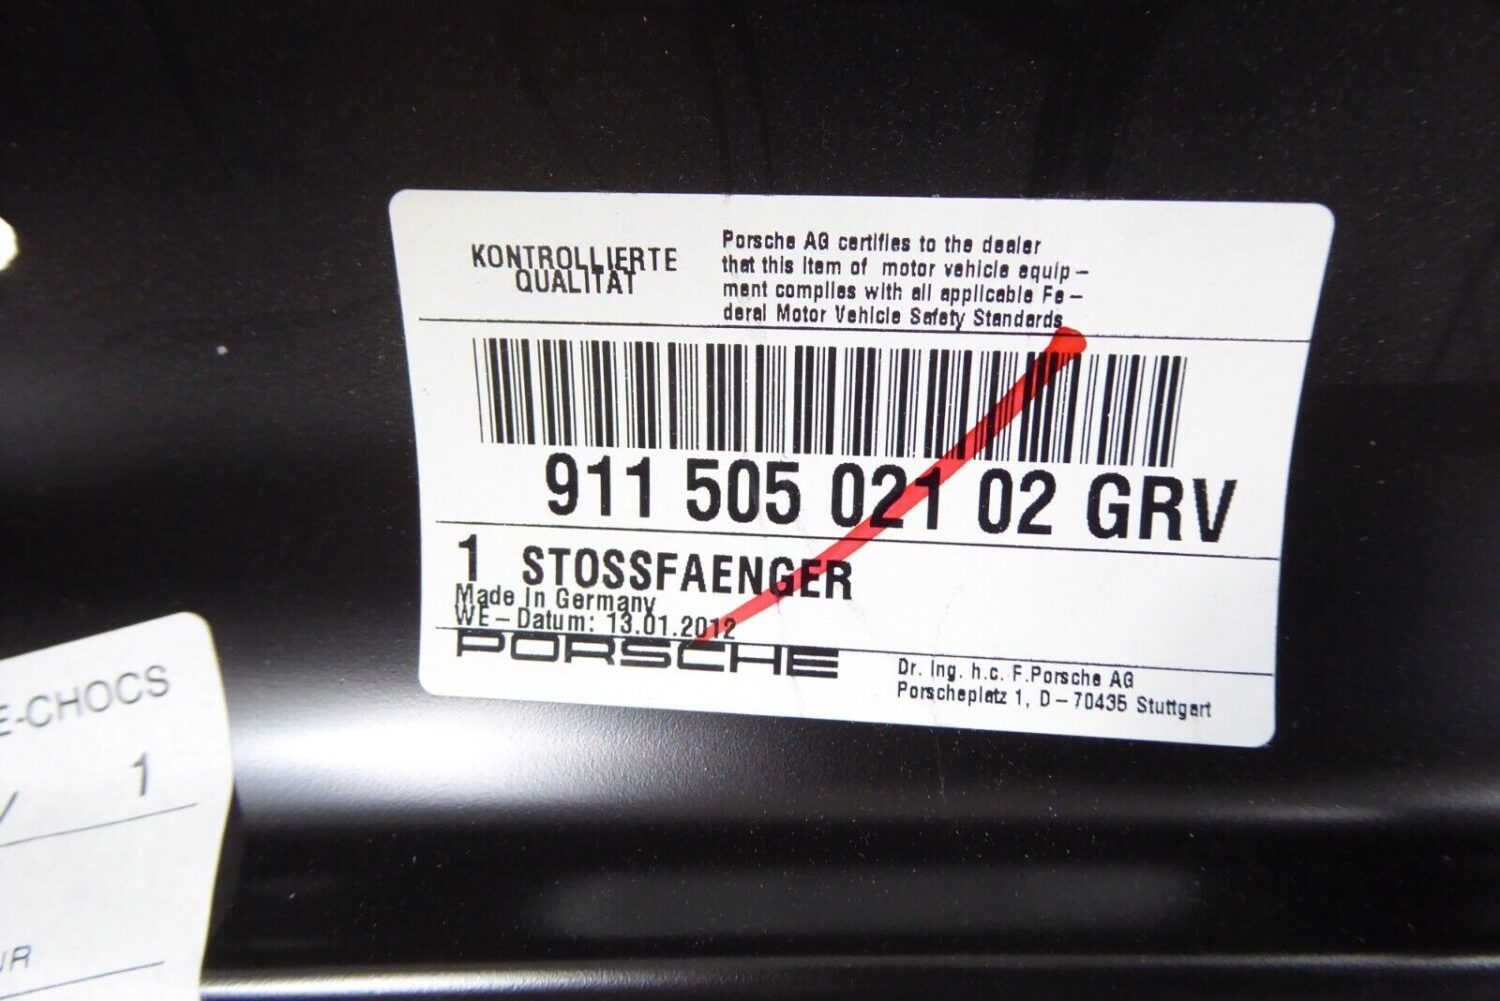 KONTROLLIERTE
QUALITÄT
Porsche AG certifies to the dealer
that this item of motor vehicle equip-
ment complies with all applicable Fe-
deral Motor Vehicle Safety Standards
911 505 021 02 GRV
1 STOSSFAENGER
Made In Germany
WE-Datum: 13.01.2012
PORSCHE
Dr. Ing. h.c. F.Porsche AG
Porscheplatz 1, D-70435 Stuttgart
E-CHOCS
1